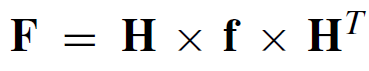 F = H × f × H^T